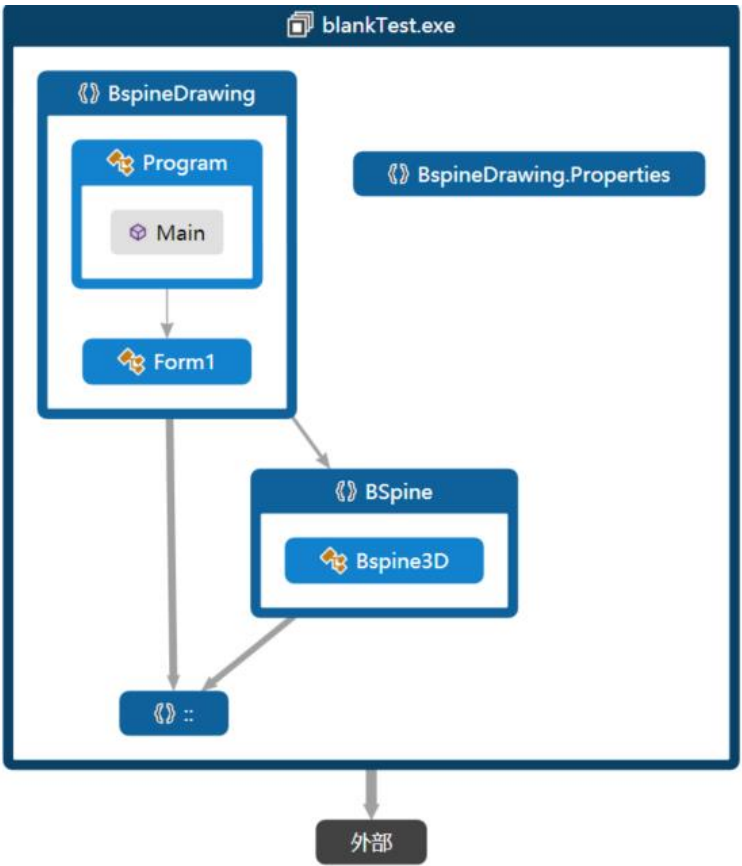 blankTest.exe
BspineDrawing
Program
BspineDrawing.Properties
Main
Form1
BSpine
Bspine3D
::
外部